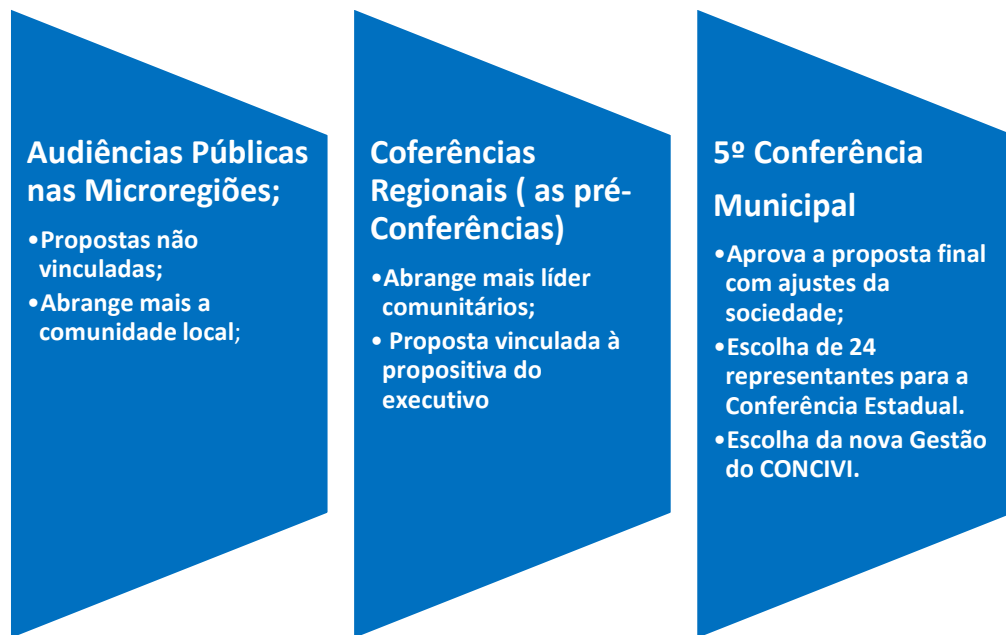 Audiências Públicas
nas Microregiões;
•Propostas não
vinculadas;
•Abrange mais a
comunidade local;
Coferências
Regionais ( as pré-
Conferências)
•Abrange mais líder
comunitários;
• Proposta vinculada à
propositiva do
executivo
5º Conferência
Municipal
•Aprova a proposta final
com ajustes da
sociedade;
•Escolha de 24
representantes para a
Conferência Estadual.
•Escolha da nova Gestão
do CONCIVI.